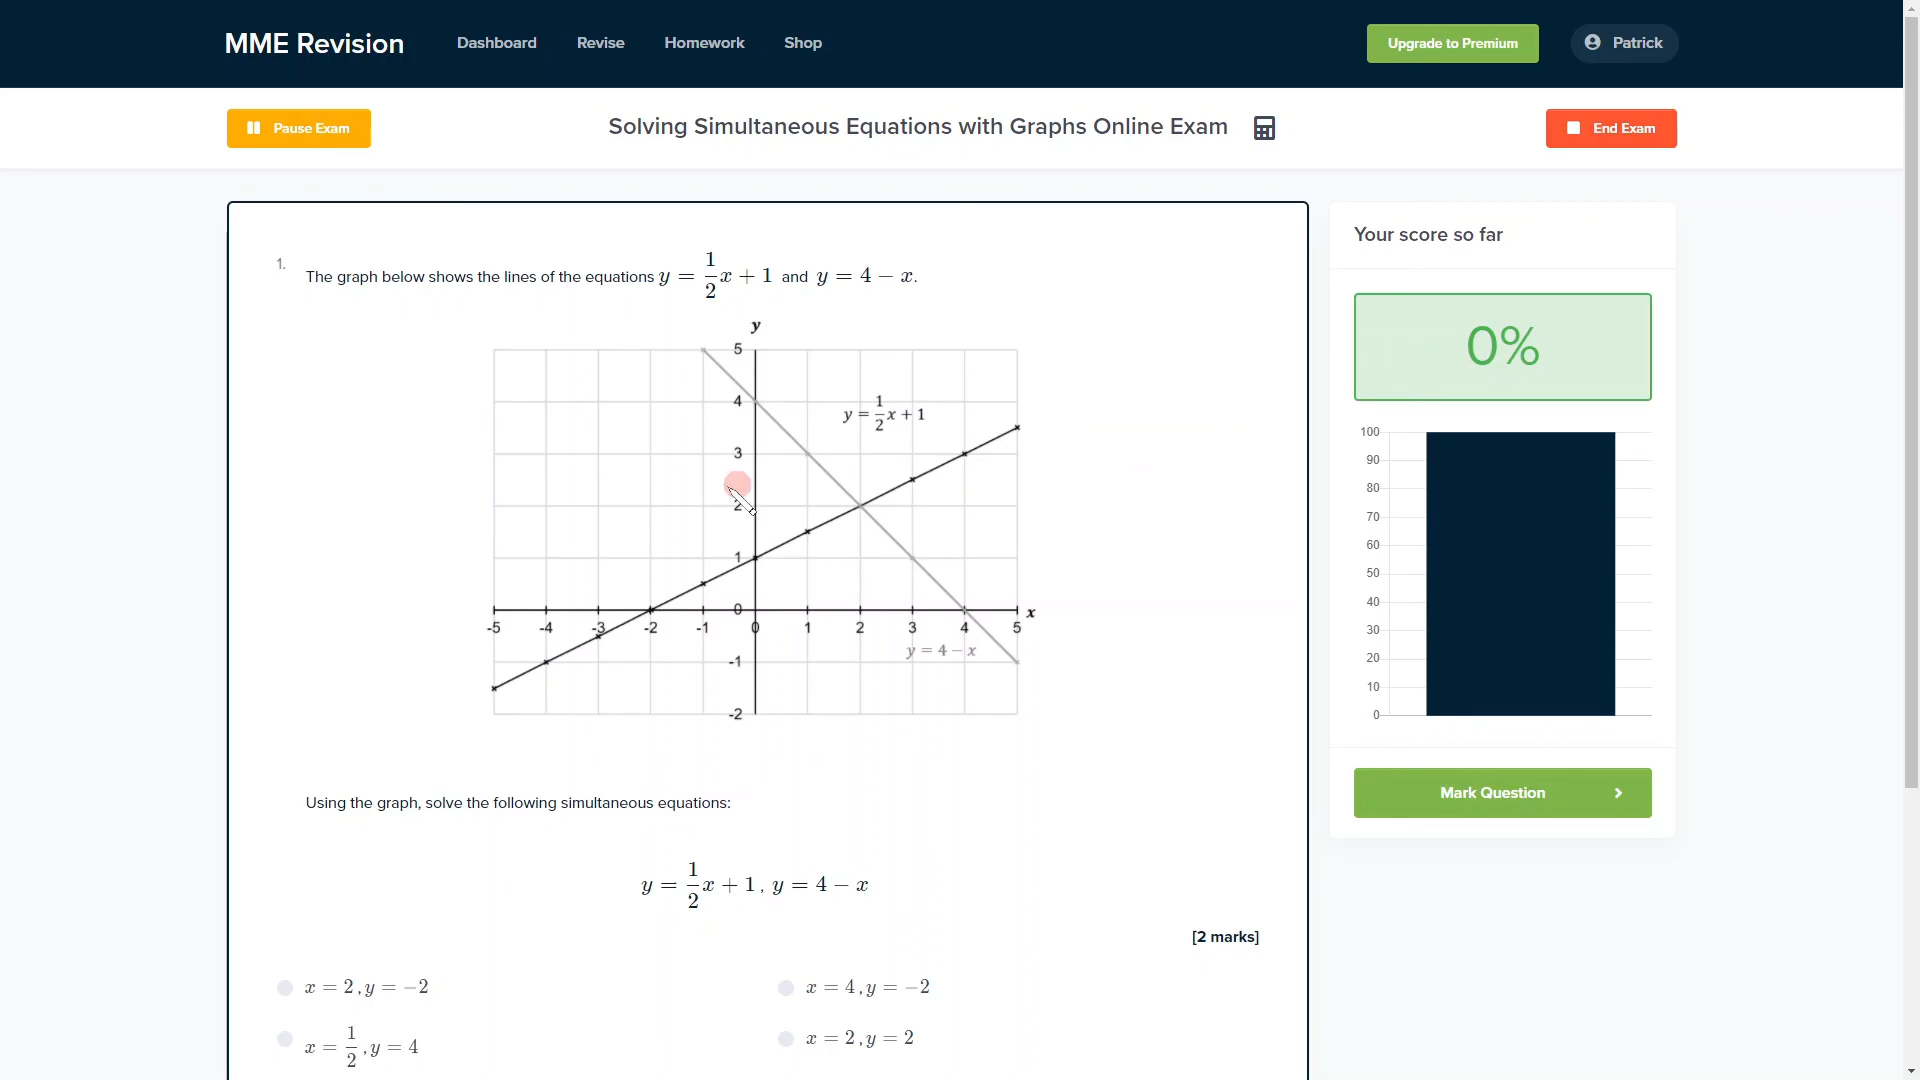 MME Revision
Dashboard
Revise
Homework
Shop
Upgrade to Premium
Patrick
Pause Exam
Solving Simultaneous Equations with Graphs Online Exam
End Exam
1.
The graph below shows the lines of the equations y = 1/2 x + 1 and y = 4 − x.
y
5
4
3
2
1
0
-1
-2
-5 -4 -3 -2 -1 0 1 2 3 4 5
x
y = 1/2 x + 1
y = 4 − x
Using the graph, solve the following simultaneous equations:
y = 1/2 x + 1 , y = 4 − x
[2 marks]
x = 2 , y = −2
x = 4 , y = −2
x = 1/2 , y = 4
x = 2 , y = 2
Your score so far
0%
100
90
80
70
60
50
40
30
20
10
0
Mark Question